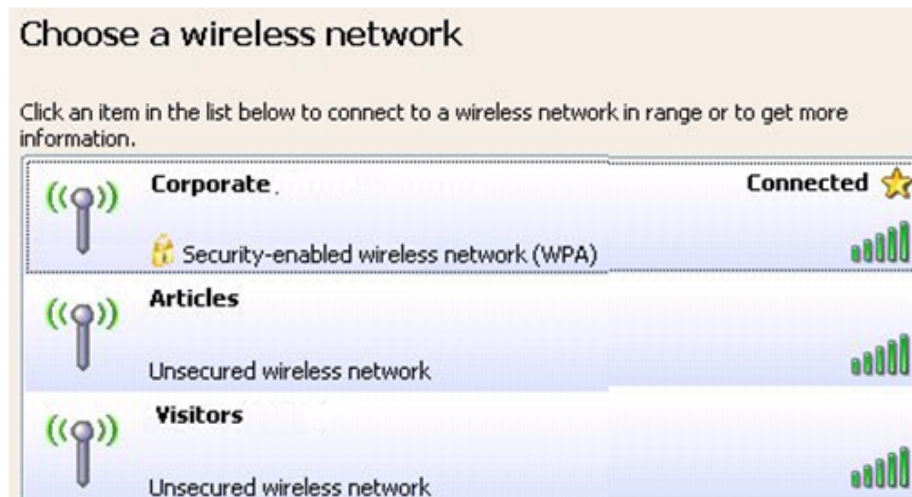 Choose a wireless network
Click an item in the list below to connect to a wireless network in range or to get more
information.
Corporate
Connected
Security-enabled wireless network (WPA)
Articles
Unsecured wireless network
Visitors
Unsecured wireless network